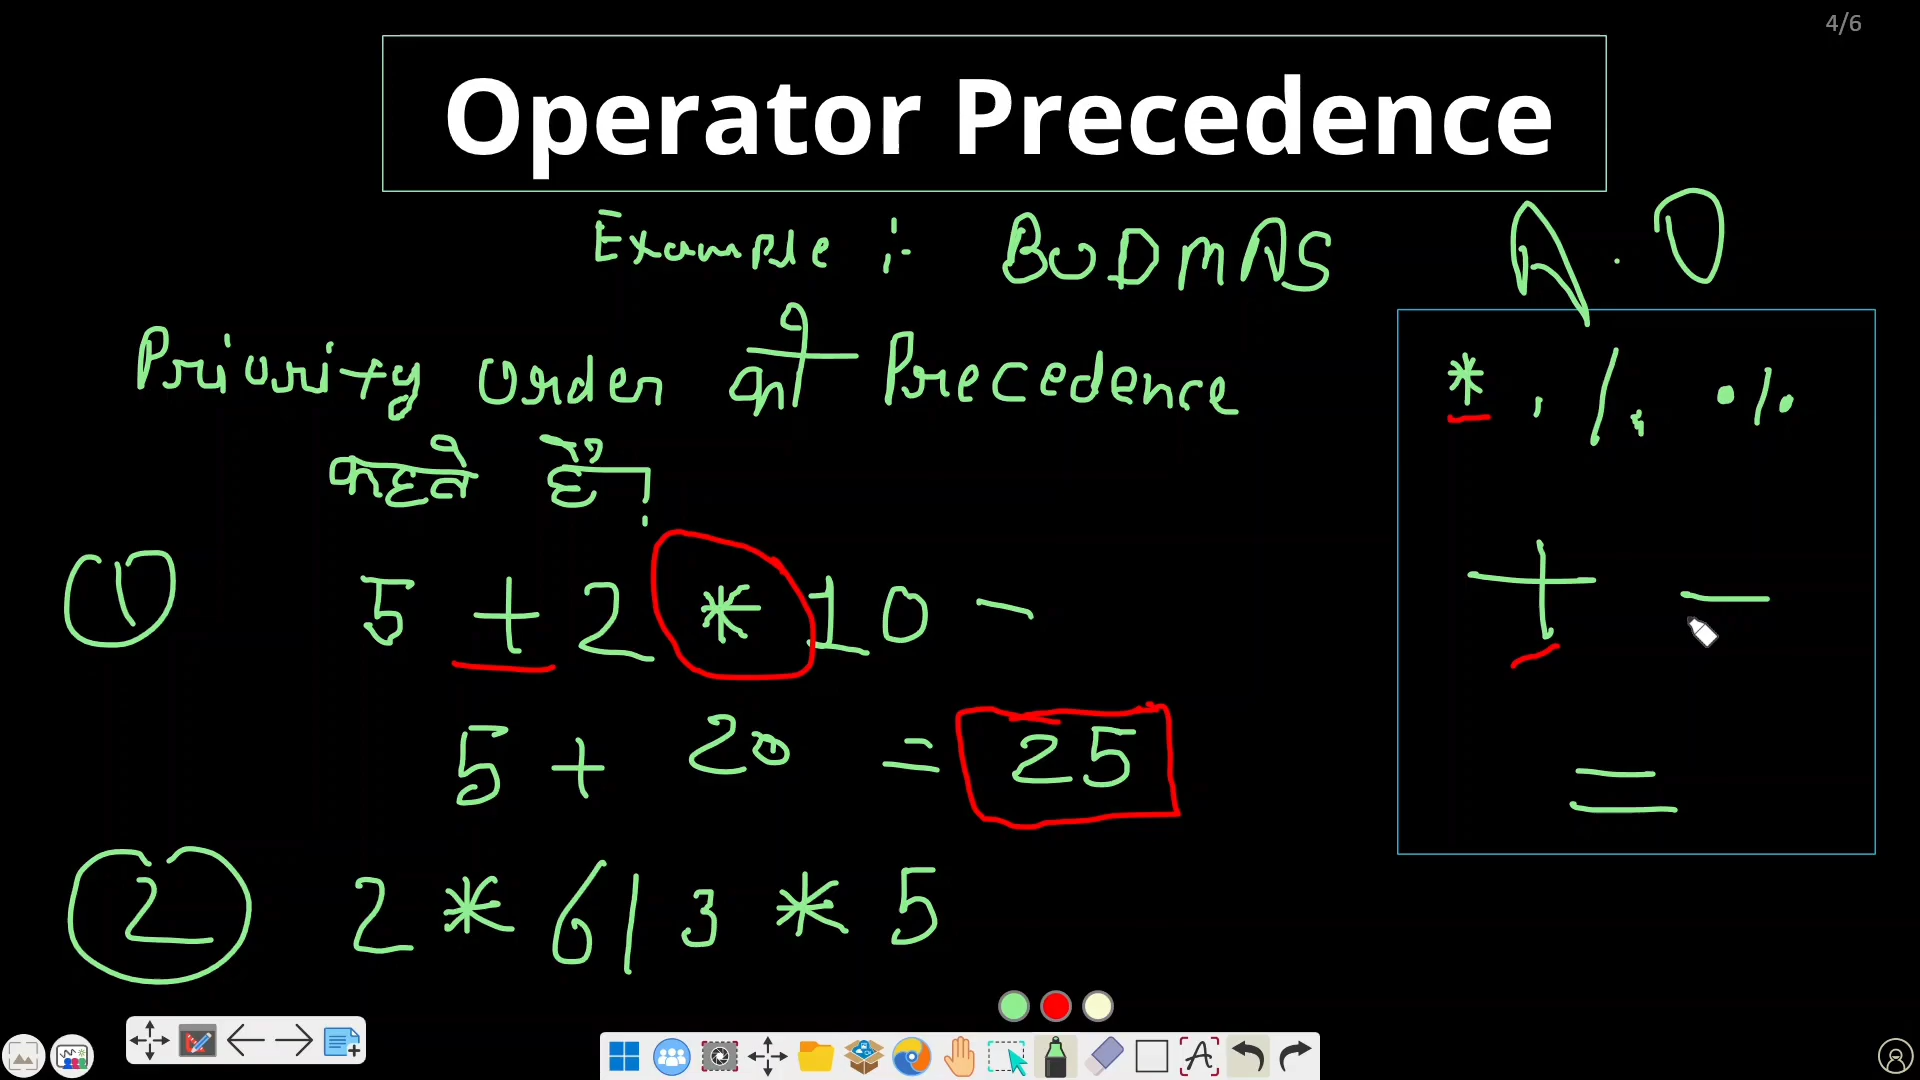 4/6
Operator Precedence
Example :- BODMAS
Priority order को Precedence
कहते हैं।
① 5 + 2 * 10 -
5 + 20 = 25
② 2 * 6 / 3 * 5
* , /, %
+ -
=